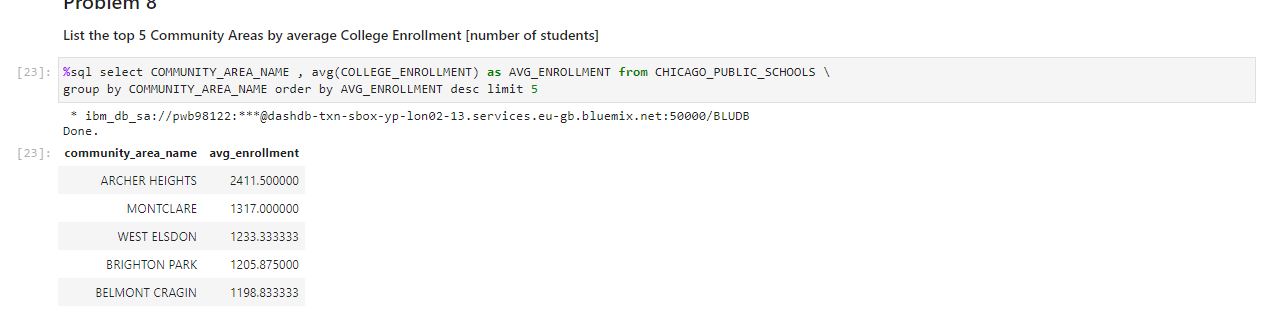 Problem 8
List the top 5 Community Areas by average College Enrollment [number of students]
[23]: %sql select COMMUNITY_AREA_NAME , avg(COLLEGE_ENROLLMENT) as AVG_ENROLLMENT from CHICAGO_PUBLIC_SCHOOLS \
group by COMMUNITY_AREA_NAME order by AVG_ENROLLMENT desc limit 5
* ibm_db_sa://pwb98122:***@dashdb-txn-sbox-yp-lon02-13.services.eu-gb.bluemix.net:50000/BLUDB
Done.
[23]: community_area_name avg_enrollment
ARCHER HEIGHTS 2411.500000
MONTCLARE 1317.000000
WEST ELSDON 1233.333333
BRIGHTON PARK 1205.875000
BELMONT CRAGIN 1198.833333